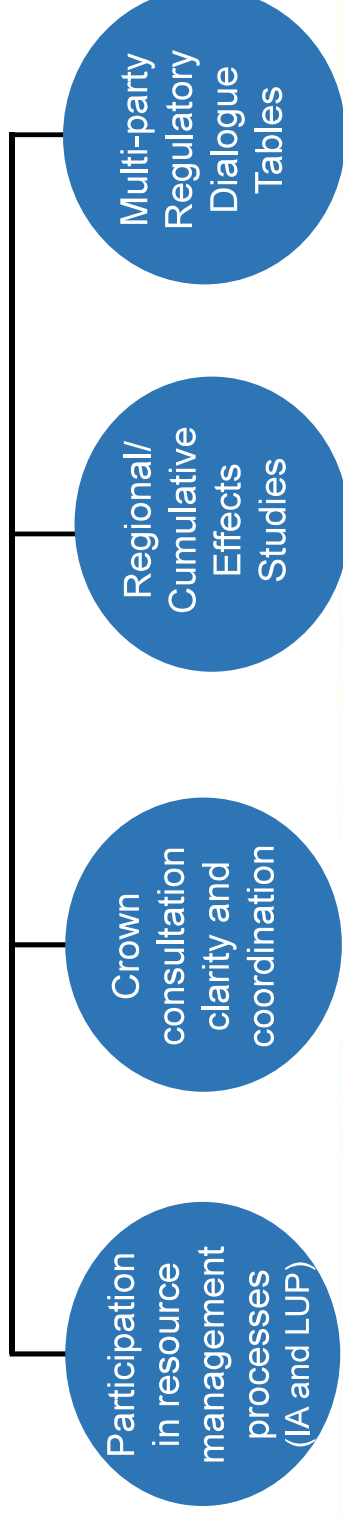 Participation
in resource
management
processes
(IA and LUP)
Crown
consultation
clarity and
coordination
Regional/
Cumulative
Effects
Studies
Multi-party
Regulatory
Dialogue
Tables